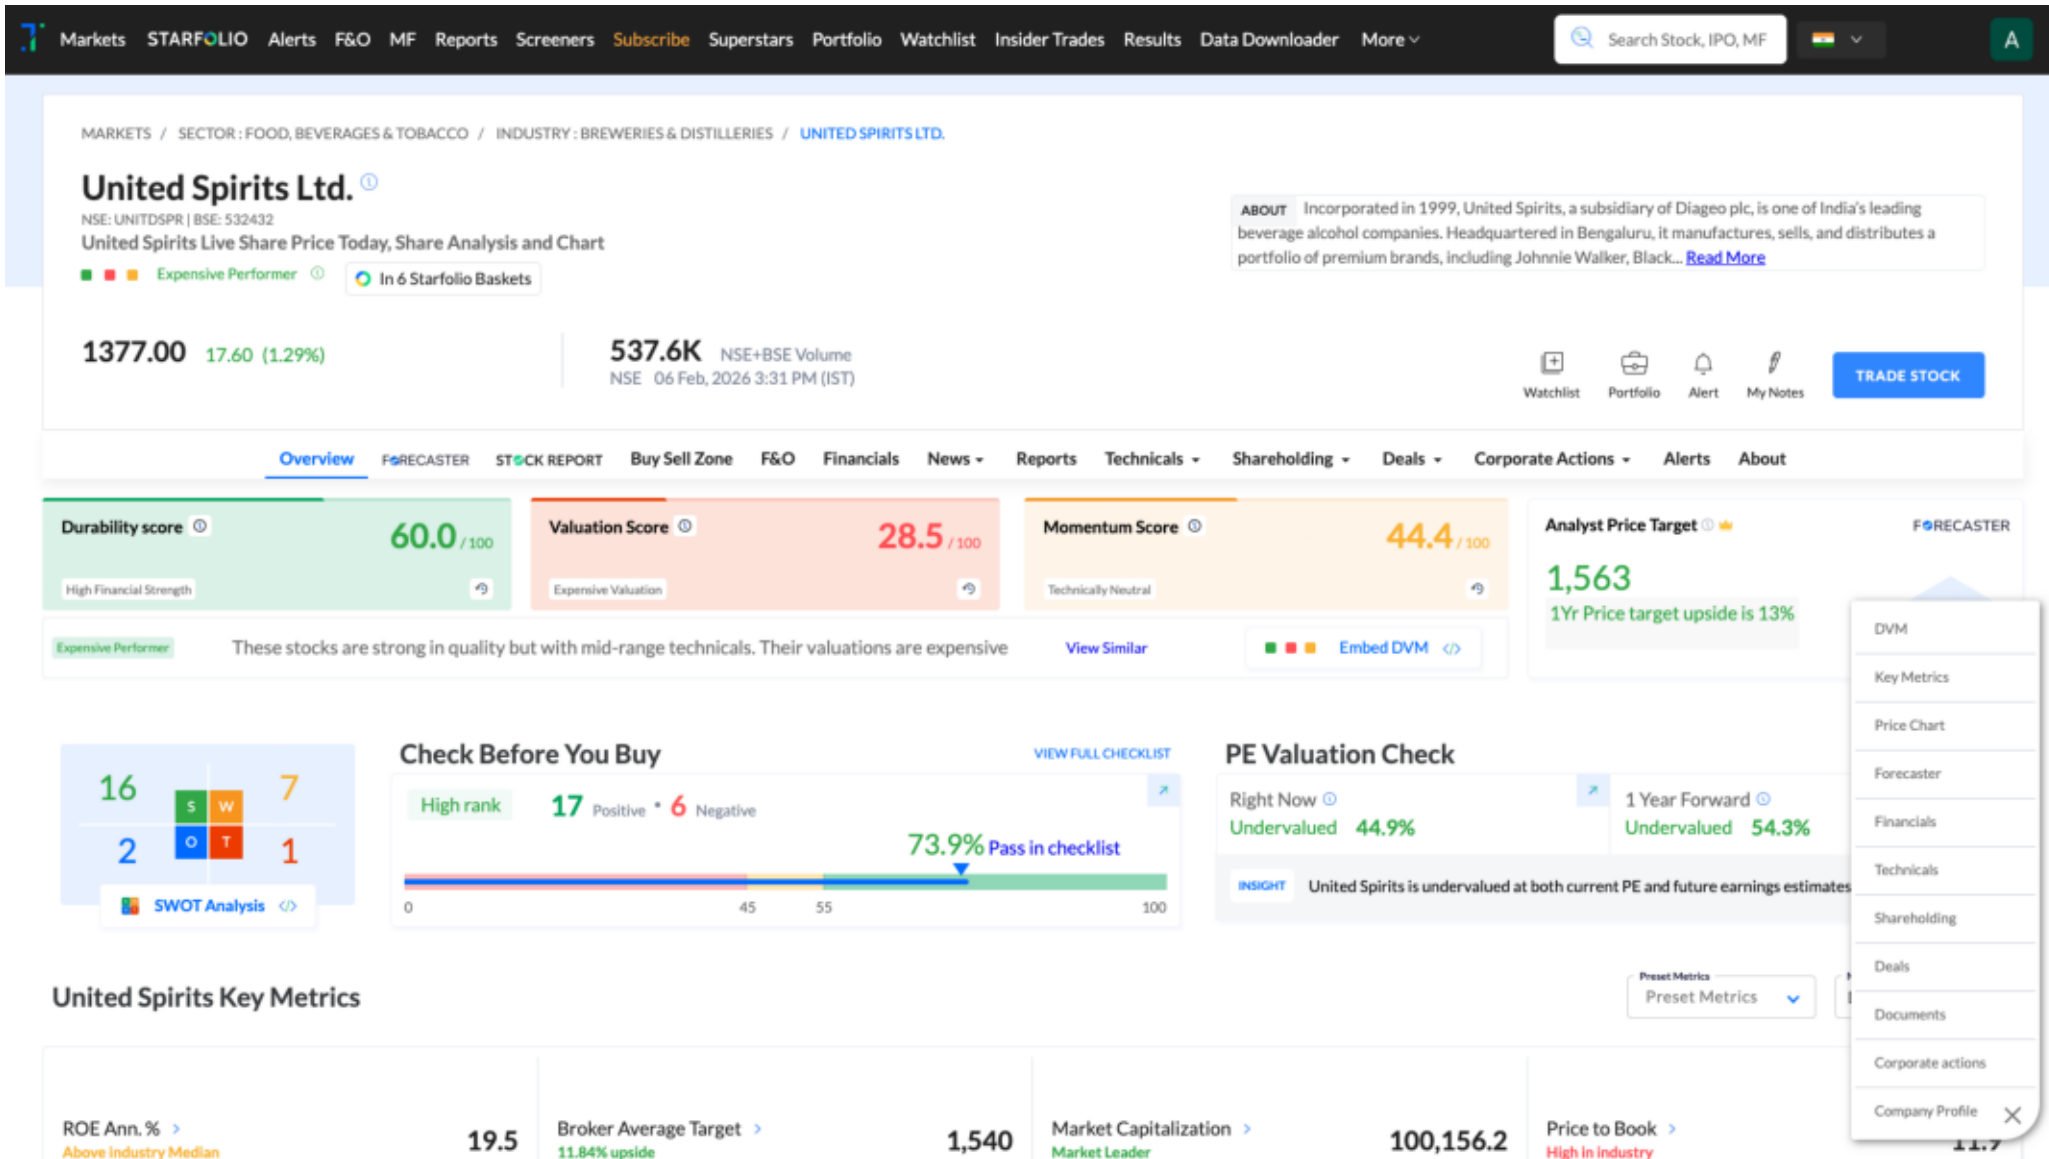 Markets STARFOLIO Alerts F&O MF Reports Screeners Subscribe Superstars Portfolio Watchlist Insider Trades Results Data Downloader More Search Stock, IPO, MF A
MARKETS / SECTOR : FOOD, BEVERAGES & TOBACCO / INDUSTRY : BREWERIES & DISTILLERIES / UNITED SPIRITS LTD.
United Spirits Ltd.
NSE: UNITDSPR | BSE: 532432
United Spirits Live Share Price Today, Share Analysis and Chart
Expensive Performer In 6 Starfolio Baskets
ABOUT Incorporated in 1999, United Spirits, a subsidiary of Diageo plc, is one of India's leading
beverage alcohol companies. Headquartered in Bengaluru, it manufactures, sells, and distributes a
portfolio of premium brands, including Johnnie Walker, Black... Read More
1377.00 17.60 (1.29%)
537.6K NSE+BSE Volume
NSE 06 Feb, 2026 3:31 PM (IST)
Watchlist Portfolio Alert My Notes TRADE STOCK
Overview FORECASTER STOCK REPORT Buy Sell Zone F&O Financials News Reports Technicals Shareholding Deals Corporate Actions Alerts About
Durability score 60.0 / 100
High Financial Strength
Valuation Score 28.5 / 100
Expensive Valuation
Momentum Score 44.4 / 100
Technically Neutral
Analyst Price Target FORECASTER
1,563
1Yr Price target upside is 13%
Expensive Performer These stocks are strong in quality but with mid-range technicals. Their valuations are expensive View Similar Embed DVM </>
16 7
S W
O T
2 1
SWOT Analysis </>
Check Before You Buy VIEW FULL CHECKLIST
High rank 17 Positive • 6 Negative
73.9% Pass in checklist
0 45 55 100
PE Valuation Check
Right Now
Undervalued 44.9%
1 Year Forward
Undervalued 54.3%
INSIGHT United Spirits is undervalued at both current PE and future earnings estimates
DVM
Key Metrics
Price Chart
Forecaster
Financials
Technicals
Shareholding
Deals
Documents
Corporate actions
Company Profile
United Spirits Key Metrics
Preset Metrics
Preset Metrics
ROE Ann. % 19.5
Above industry Median
Broker Average Target 1,540
11.84% upside
Market Capitalization 100,156.2
Market Leader
Price to Book 11.9
High in industry